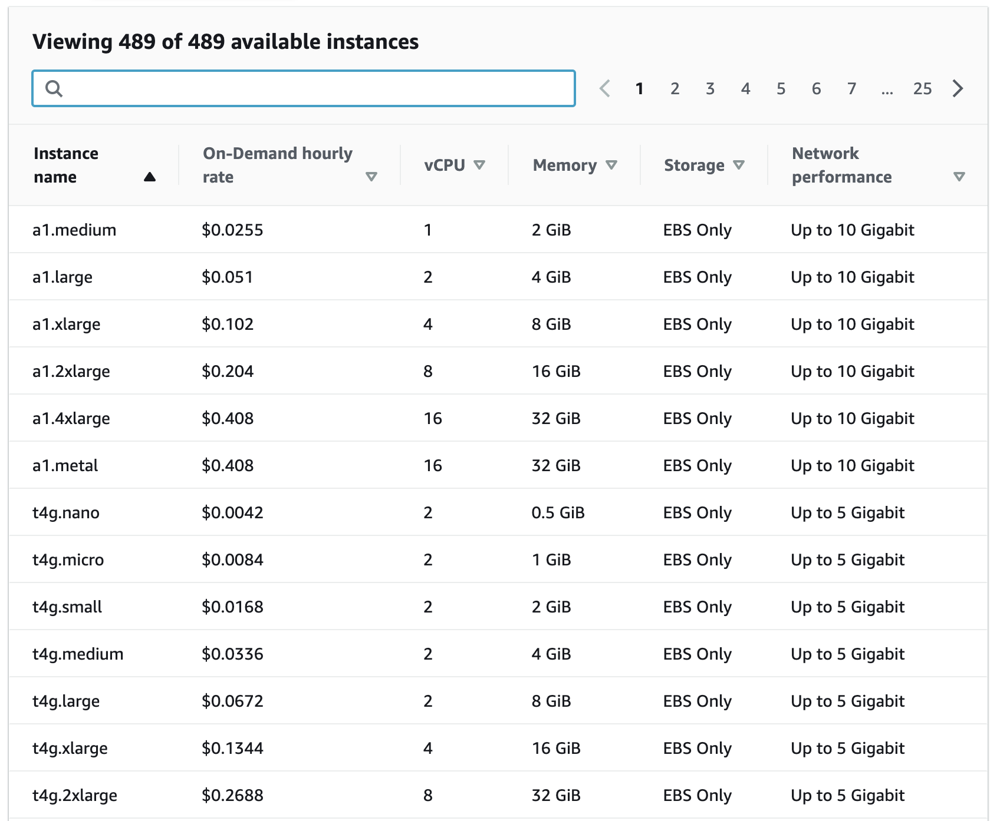 Viewing 489 of 489 available instances
1 2 3 4 5 6 7 ... 25
Instance name On-Demand hourly rate vCPU Memory Storage Network performance
a1.medium $0.0255 1 2 GiB EBS Only Up to 10 Gigabit
a1.large $0.051 2 4 GiB EBS Only Up to 10 Gigabit
a1.xlarge $0.102 4 8 GiB EBS Only Up to 10 Gigabit
a1.2xlarge $0.204 8 16 GiB EBS Only Up to 10 Gigabit
a1.4xlarge $0.408 16 32 GiB EBS Only Up to 10 Gigabit
a1.metal $0.408 16 32 GiB EBS Only Up to 10 Gigabit
t4g.nano $0.0042 2 0.5 GiB EBS Only Up to 5 Gigabit
t4g.micro $0.0084 2 1 GiB EBS Only Up to 5 Gigabit
t4g.small $0.0168 2 2 GiB EBS Only Up to 5 Gigabit
t4g.medium $0.0336 2 4 GiB EBS Only Up to 5 Gigabit
t4g.large $0.0672 2 8 GiB EBS Only Up to 5 Gigabit
t4g.xlarge $0.1344 4 16 GiB EBS Only Up to 5 Gigabit
t4g.2xlarge $0.2688 8 32 GiB EBS Only Up to 5 Gigabit